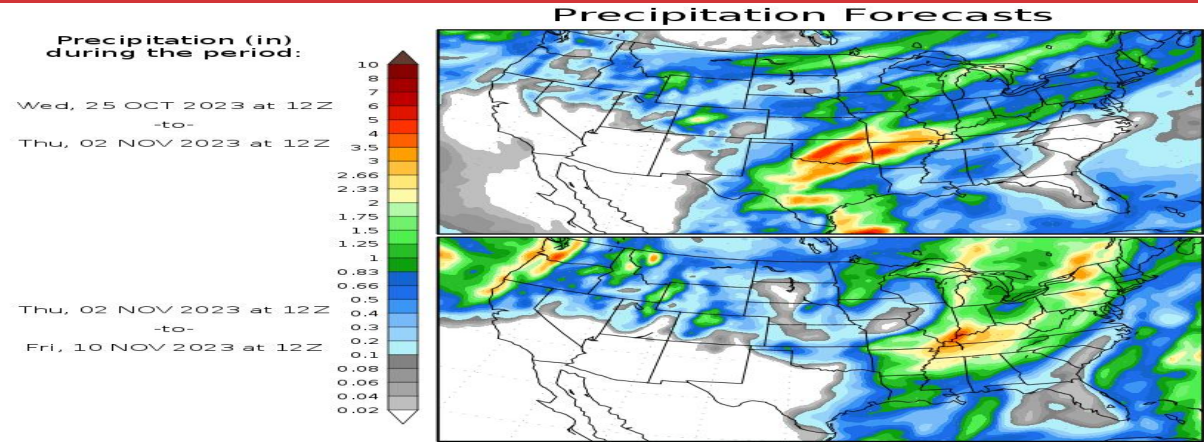 Precipitation Forecasts
Precipitation (in)
during the period:
Wed, 25 OCT 2023 at 12Z
-to-
Thu, 02 NOV 2023 at 12Z
Thu, 02 NOV 2023 at 12Z
-to-
Fri, 10 NOV 2023 at 12Z
10
8
7
6
5
4
3.5
3
2.66
2.33
2
1.75
1.5
1.25
1
0.83
0.66
0.5
0.4
0.3
0.2
0.1
0.08
0.06
0.04
0.02